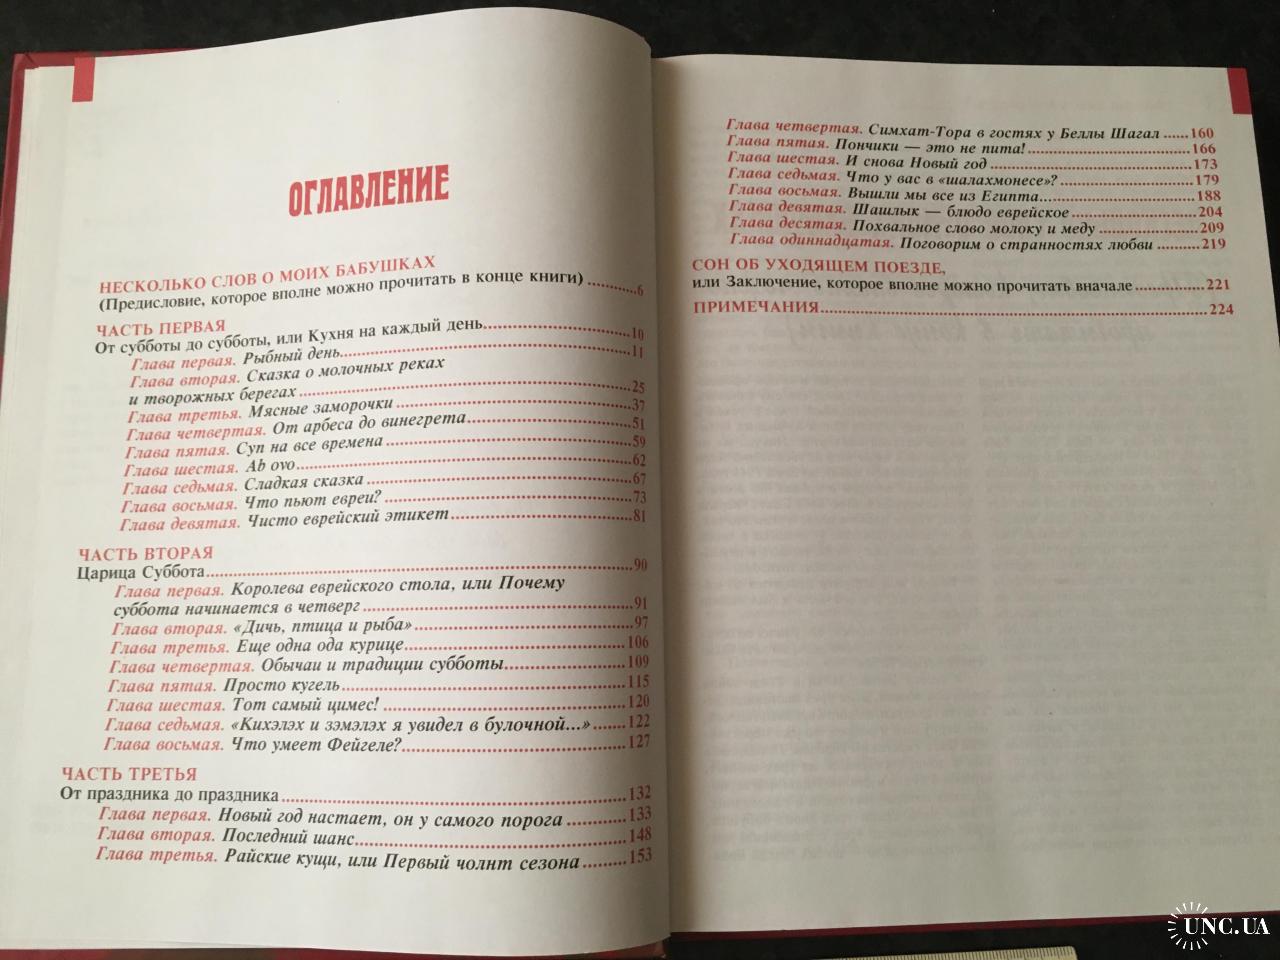 ОГЛАВЛЕНИЕ
НЕСКОЛЬКО СЛОВ О МОИХ БАБУШКАХ
(Предисловие, которое вполне можно прочитать в конце книги)...........6
ЧАСТЬ ПЕРВАЯ
От субботы до субботы, или Кухня на каждый день...........10
Глава первая. Рыбный день...........11
Глава вторая. Сказка о молочных реках
и творожных берегах...........25
Глава третья. Мясные заморочки...........37
Глава четвертая. От арбеса до винегрета...........51
Глава пятая. Суп на все времена...........59
Глава шестая. Ab ovo...........62
Глава седьмая. Сладкая сказка...........67
Глава восьмая. Что пьют евреи?...........73
Глава девятая. Чисто еврейский этикет...........81
ЧАСТЬ ВТОРАЯ
Царица Суббота...........90
Глава первая. Королева еврейского стола, или Почему
суббота начинается в четверг...........91
Глава вторая. «Дичь, птица и рыба»...........97
Глава третья. Еще одна ода курице...........106
Глава четвертая. Обычаи и традиции субботы...........109
Глава пятая. Просто кугель...........115
Глава шестая. Тот самый цимес!...........120
Глава седьмая. «Кихэлэх и зэмэлэх я увидел в булочной...».......122
Глава восьмая. Что умеет Фейгеле?...........127
ЧАСТЬ ТРЕТЬЯ
От праздника до праздника...........132
Глава первая. Новый год настает, он у самого порога...........133
Глава вторая. Последний шанс...........148
Глава третья. Райские кущи, или Первый чолнт сезона...........153
Глава четвертая. Симхат-Тора в гостях у Беллы Шагал......160
Глава пятая. Пончики — это не пита!...........166
Глава шестая. И снова Новый год...........173
Глава седьмая. Что у вас в «шалахмонесе»?...........179
Глава восьмая. Вышли мы все из Египта...........188
Глава девятая. Шашлык — блюдо еврейское...........204
Глава десятая. Похвальное слово молоку и меду...........209
Глава одиннадцатая. Поговорим о странностях любви...........219
СОН ОБ УХОДЯЩЕМ ПОЕЗДЕ,
или Заключение, которое вполне можно прочитать вначале...........221
ПРИМЕЧАНИЯ...........224
UNC.UA